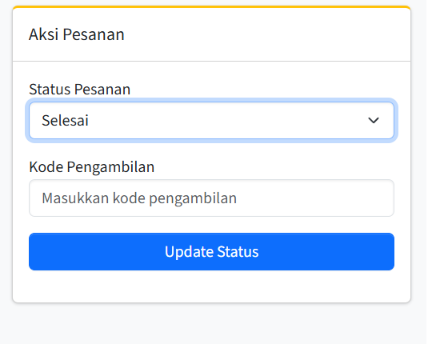 Aksi Pesanan
Status Pesanan
Selesai
Kode Pengambilan
Masukkan kode pengambilan
Update Status